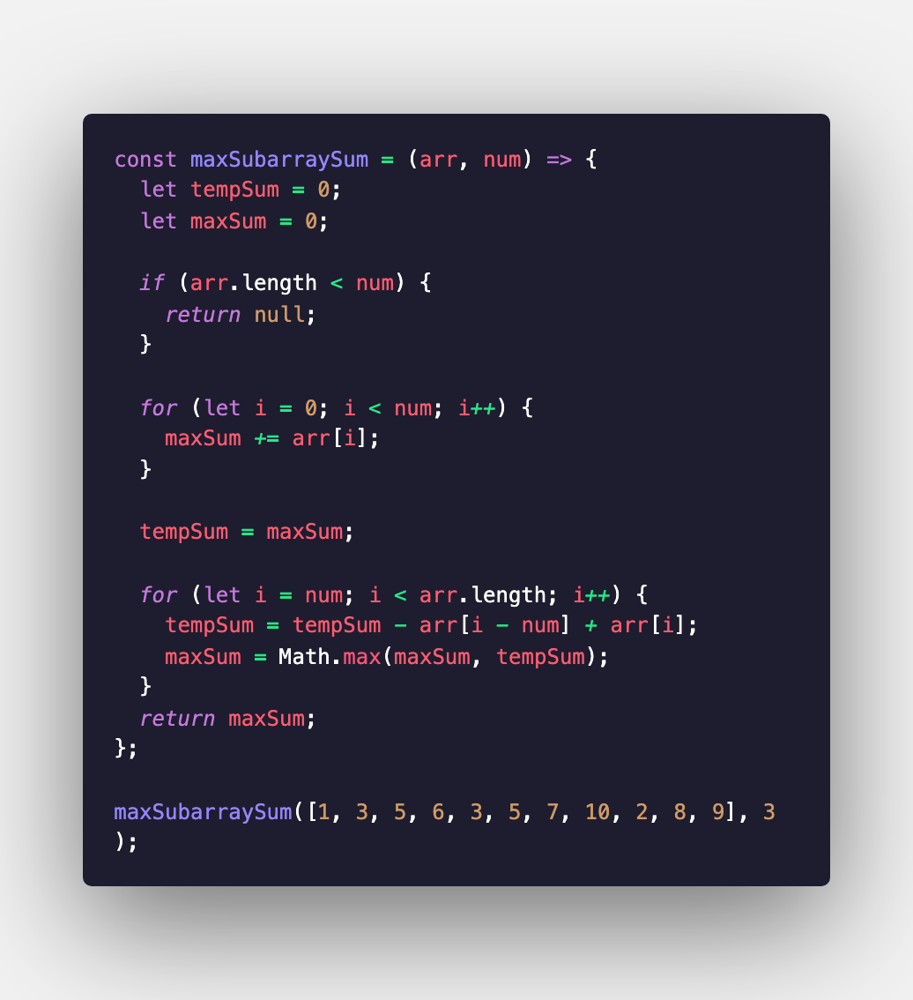 const maxSubarraySum = (arr, num) => {
  let tempSum = 0;
  let maxSum = 0;

  if (arr.length < num) {
    return null;
  }

  for (let i = 0; i < num; i++) {
    maxSum += arr[i];
  }

  tempSum = maxSum;

  for (let i = num; i < arr.length; i++) {
    tempSum = tempSum - arr[i - num] + arr[i];
    maxSum = Math.max(maxSum, tempSum);
  }
  return maxSum;
};

maxSubarraySum([1, 3, 5, 6, 3, 5, 7, 10, 2, 8, 9], 3
);